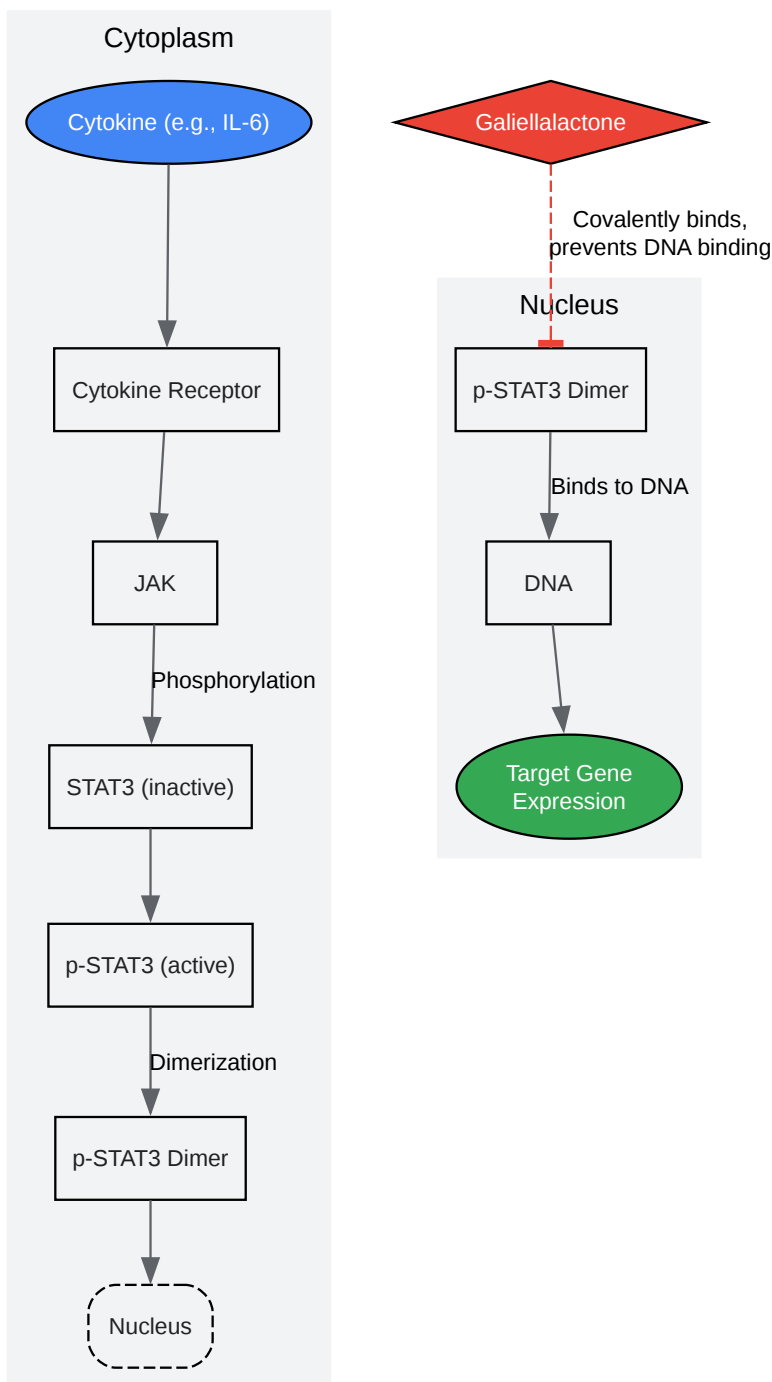 Cytoplasm
Cytokine (e.g., IL-6)
Cytokine Receptor
JAK
Phosphorylation
STAT3 (inactive)
p-STAT3 (active)
Dimerization
p-STAT3 Dimer
Nucleus
Galiellalactone
Covalently binds,
prevents DNA binding
Nucleus
p-STAT3 Dimer
Binds to DNA
DNA
Target Gene
Expression